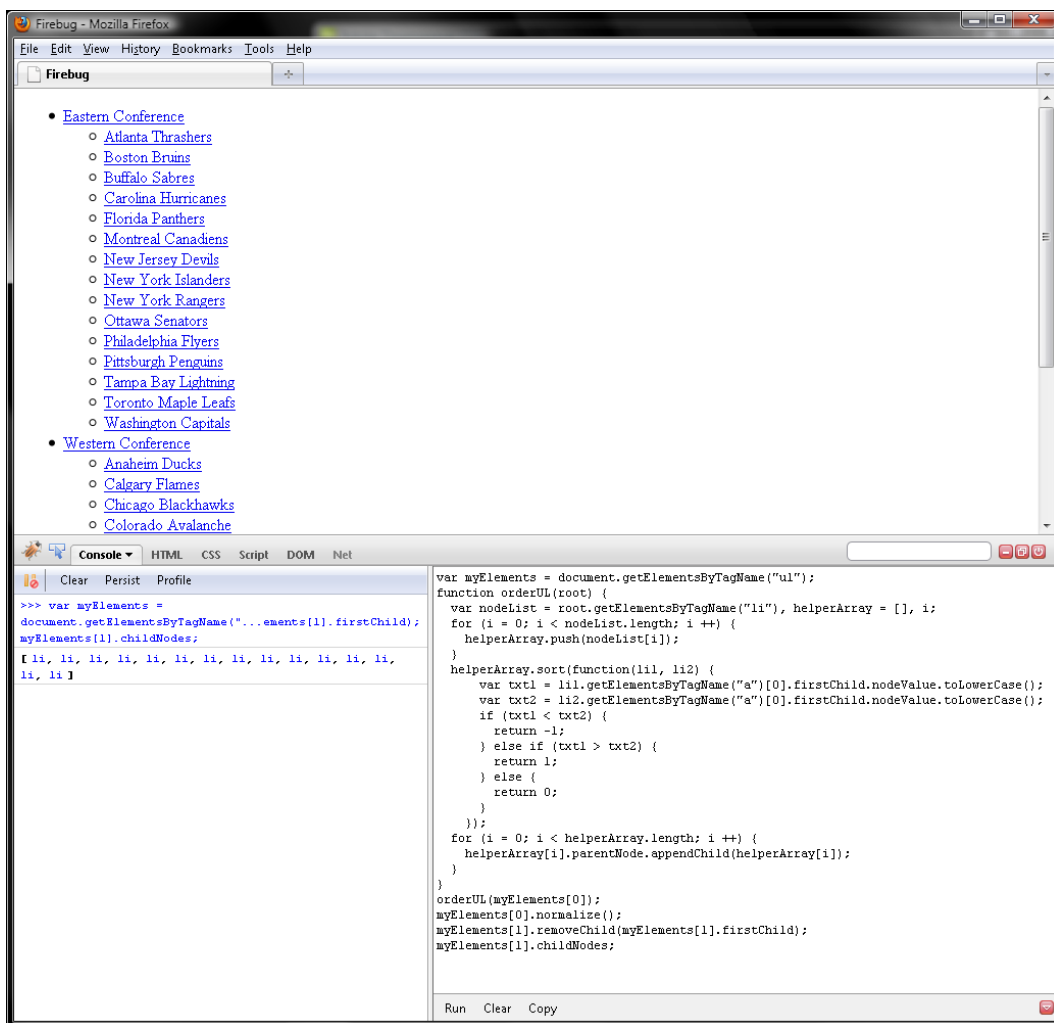 Firebug - Mozilla Firefox
File Edit View History Bookmarks Tools Help
Firebug
Eastern Conference
Atlanta Thrashers
Boston Bruins
Buffalo Sabres
Carolina Hurricanes
Florida Panthers
Montreal Canadiens
New Jersey Devils
New York Islanders
New York Rangers
Ottawa Senators
Philadelphia Flyers
Pittsburgh Penguins
Tampa Bay Lightning
Toronto Maple Leafs
Washington Capitals
Western Conference
Anaheim Ducks
Calgary Flames
Chicago Blackhawks
Colorado Avalanche
Console HTML CSS Script DOM Net
Clear Persist Profile
>>> var myElements =
document.getElementsByTagName("...ements[1].firstChild);
myElements[1].childNodes;
[ li, li, li, li, li, li, li, li, li, li, li, li, li,
li, li ]
var myElements = document.getElementsByTagName("ul");
function orderUL(root) {
var nodeList = root.getElementsByTagName("li"), helperArray = [], i;
for (i = 0; i < nodeList.length; i ++) {
helperArray.push(nodeList[i]);
}
helperArray.sort(function(li1, li2) {
var txt1 = li1.getElementsByTagName("a")[0].firstChild.nodeValue.toLowerCase();
var txt2 = li2.getElementsByTagName("a")[0].firstChild.nodeValue.toLowerCase();
if (txt1 < txt2) {
return -1;
} else if (txt1 > txt2) {
return 1;
} else {
return 0;
}
});
for (i = 0; i < helperArray.length; i ++) {
helperArray[i].parentNode.appendChild(helperArray[i]);
}
}
orderUL(myElements[0]);
myElements[0].normalize();
myElements[1].removeChild(myElements[1].firstChild);
myElements[1].childNodes;
Run Clear Copy